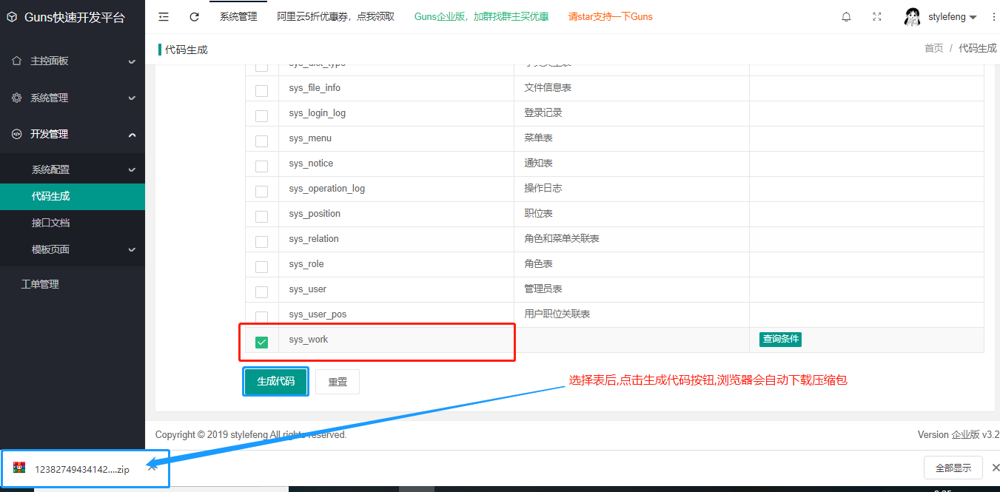 Guns快速开发平台
系统管理 阿里云5折优惠券，点我领取 Guns企业版，加群找群主买优惠 请star支持一下Guns
stylefeng
主控面板
系统管理
开发管理
系统配置
代码生成
接口文档
模板页面
工单管理
代码生成
首页 / 代码生成
sys_dict_type 字典类型表
sys_file_info 文件信息表
sys_login_log 登录记录
sys_menu 菜单表
sys_notice 通知表
sys_operation_log 操作日志
sys_position 职位表
sys_relation 角色和菜单关联表
sys_role 角色表
sys_user 管理员表
sys_user_pos 用户职位关联表
sys_work 查询条件
生成代码 重置
选择表后,点击生成代码按钮,浏览器会自动下载压缩包
Copyright © 2019 stylefeng All rights reserved.
Version 企业版 v3.2
12382749434142....zip
全部显示